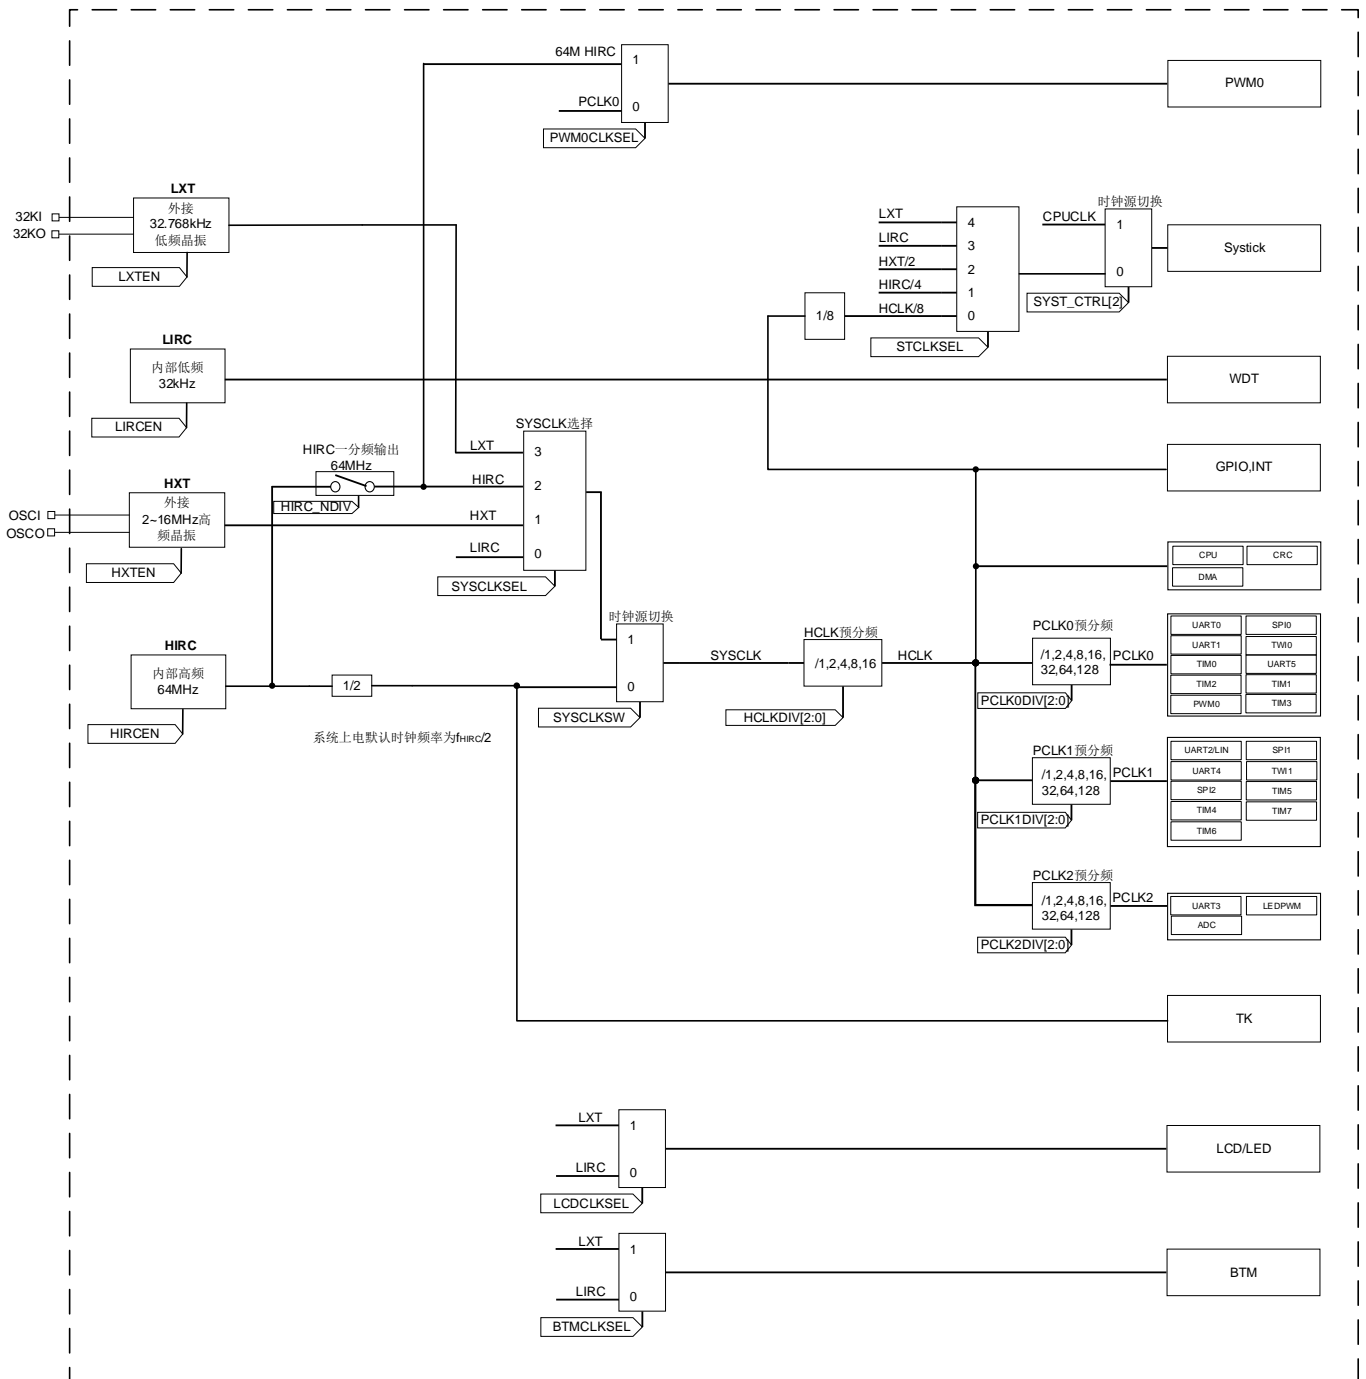 64M HIRC
1
PCLK0
0
PWM0CLKSEL
PWM0
LXT
外接
32.768kHz
低频晶振
32KI
32KO
LXTEN
LXT
4
LIRC
3
HXT/2
2
HIRC/4
1
1/8
HCLK/8
0
STCLKSEL
时钟源切换
CPUCLK
1
0
SYST_CTRL[2]
Systick
LIRC
内部低频
32kHz
LIRCEN
WDT
SYSCLK选择
LXT
3
HIRC
2
HXT
1
LIRC
0
SYSCLKSEL
HIRC一分频输出
64MHz
HIRC_NDIV
GPIO,INT
HXT
外接
2~16MHz高
频晶振
OSCI
OSCO
HXTEN
CPU
CRC
DMA
HIRC
内部高频
64MHz
HIRCEN
1/2
系统上电默认时钟频率为fHIRC/2
时钟源切换
1
0
SYSCLKSW
SYSCLK
HCLK预分频
/1,2,4,8,16
HCLKDIV[2:0]
HCLK
PCLK0预分频
/1,2,4,8,16,
32,64,128
PCLK0DIV[2:0]
PCLK0
UART0
SPI0
UART1
TWI0
TIM0
UART5
TIM2
TIM1
PWM0
TIM3
PCLK1预分频
/1,2,4,8,16,
32,64,128
PCLK1DIV[2:0]
PCLK1
UART2/LIN
SPI1
UART4
TWI1
SPI2
TIM5
TIM4
TIM7
TIM6
PCLK2预分频
/1,2,4,8,16,
32,64,128
PCLK2DIV[2:0]
PCLK2
UART3
LEDPWM
ADC
TK
LXT
1
LIRC
0
LCDCLKSEL
LCD/LED
LXT
1
LIRC
0
BTMCLKSEL
BTM